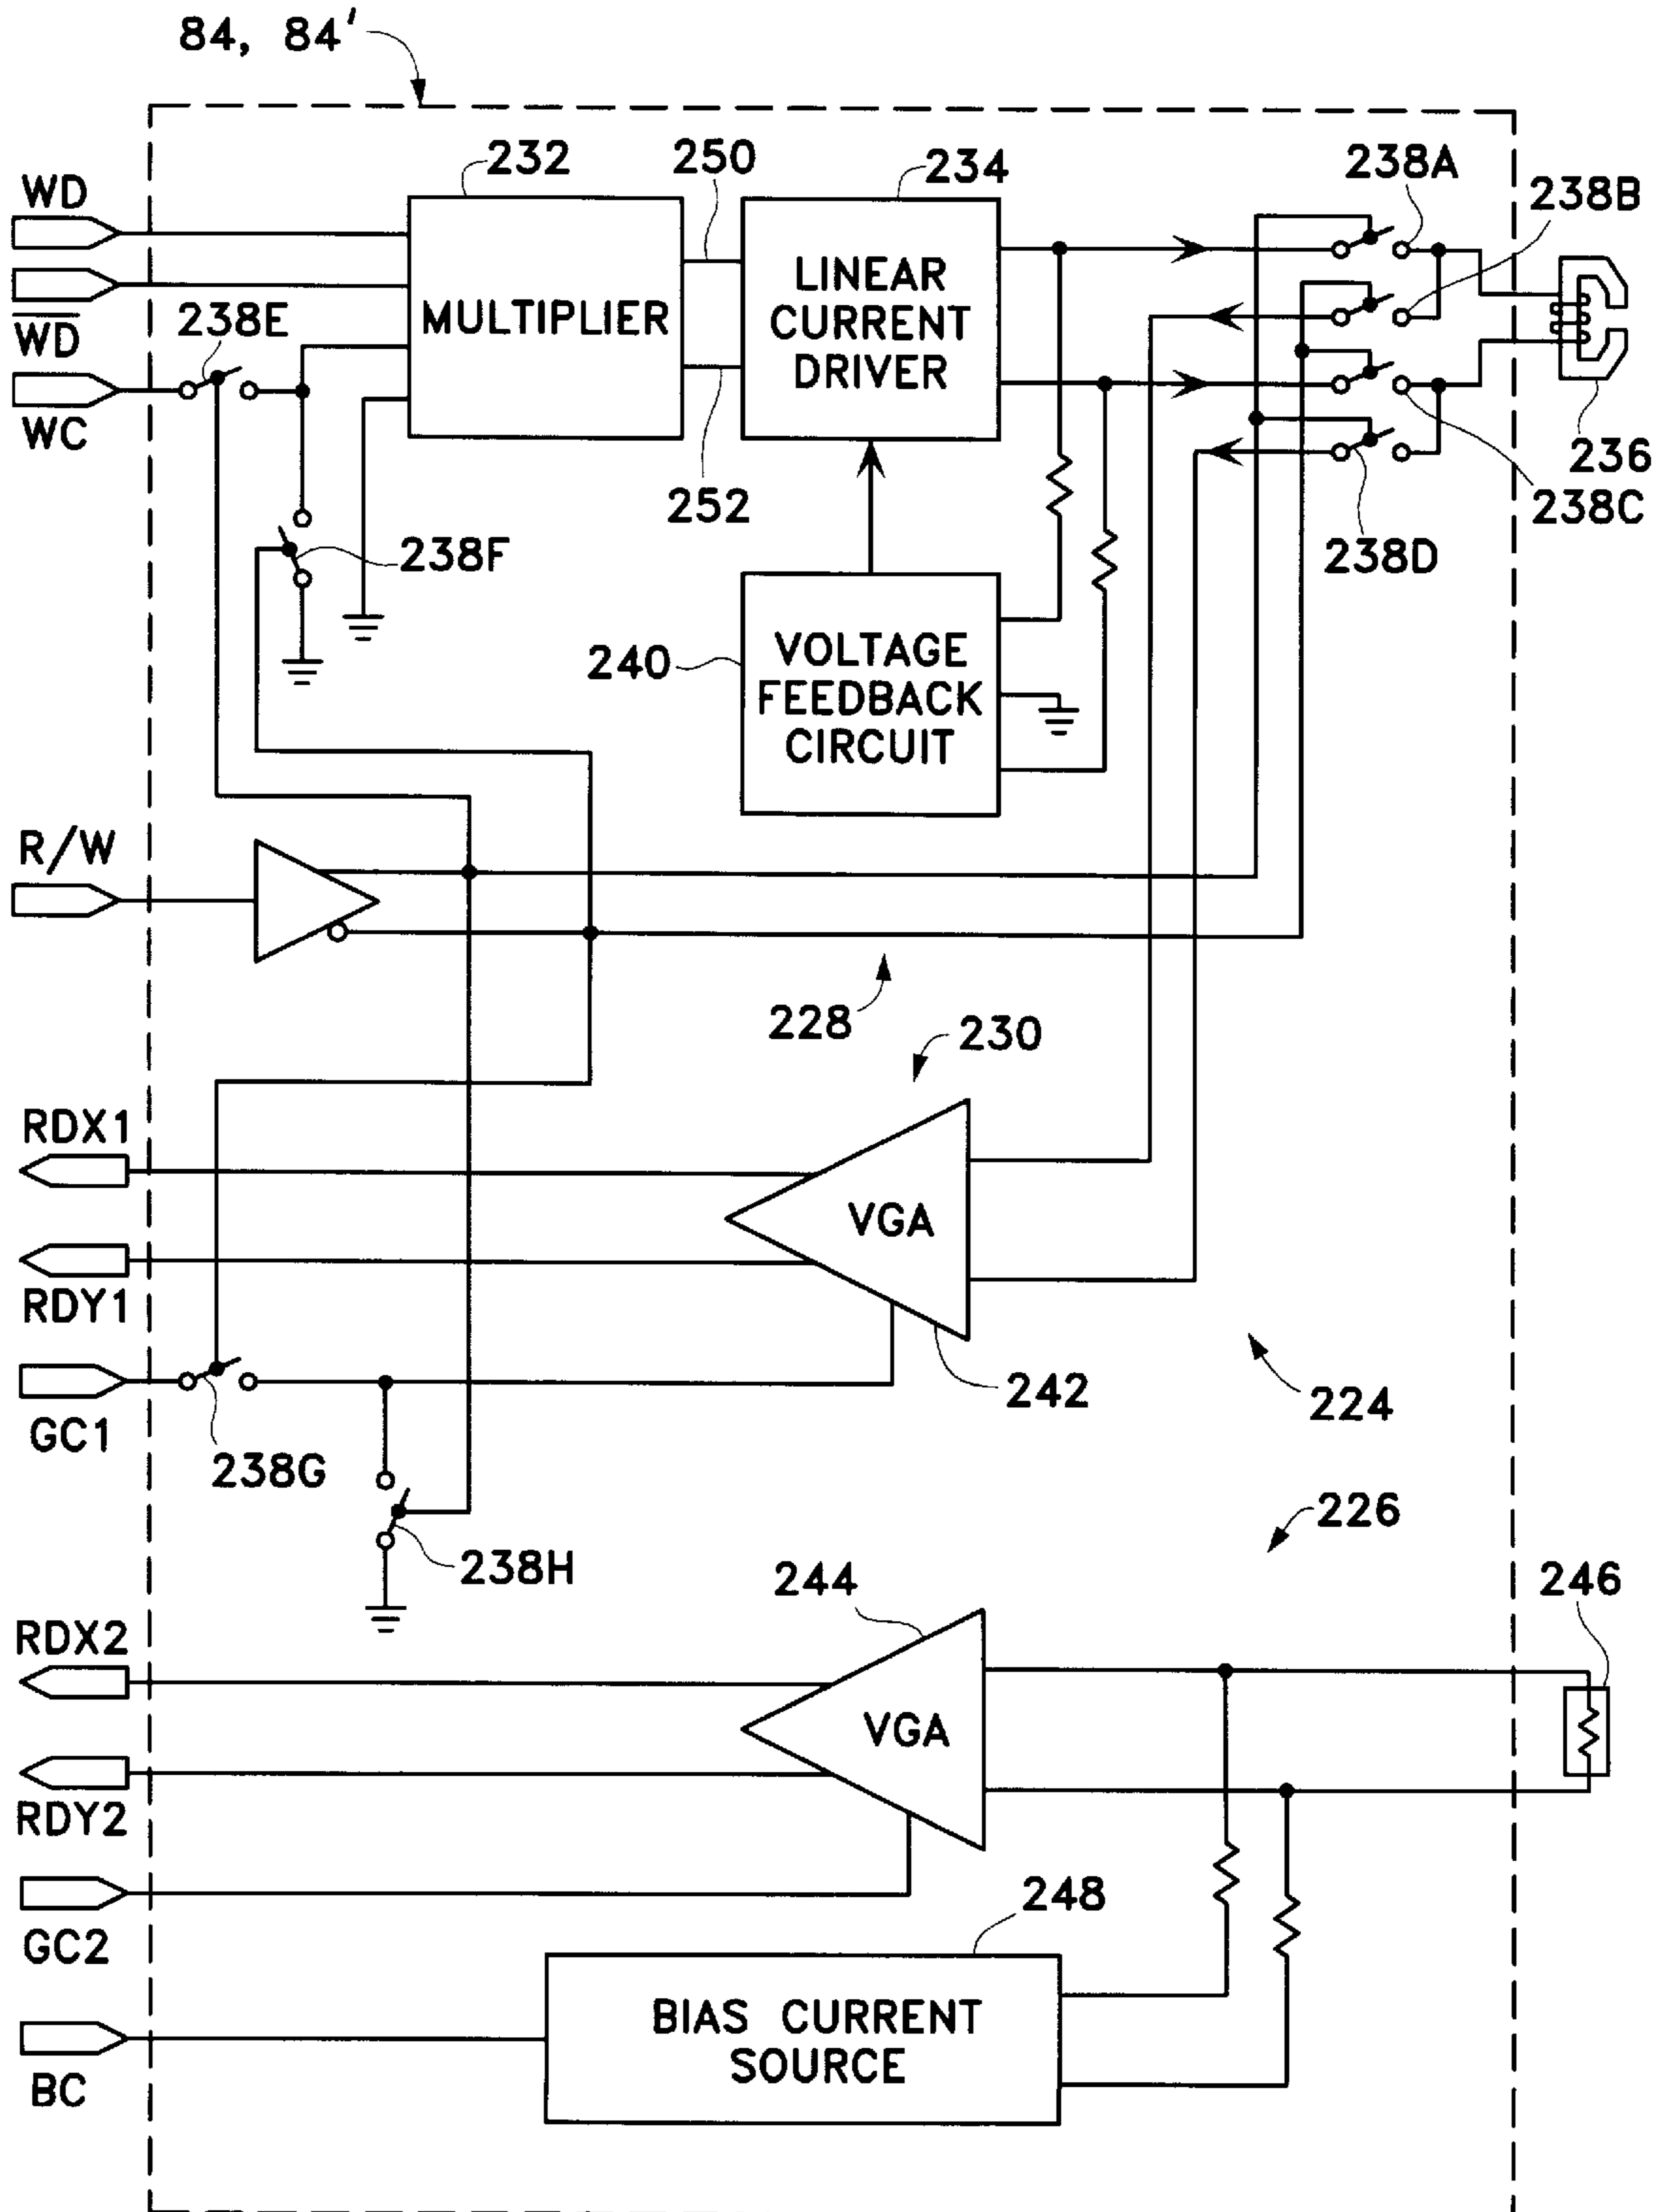 84, 84'
232
250
234
238A
238B
WD
W̅D̅
238E
WC
MULTIPLIER
LINEAR
CURRENT
DRIVER
236
252
238C
238D
238F
240
VOLTAGE
FEEDBACK
CIRCUIT
R/W
228
230
RDX1
VGA
RDY1
242
224
GC1
238G
226
238H
244
246
RDX2
VGA
RDY2
248
GC2
BIAS CURRENT
SOURCE
BC